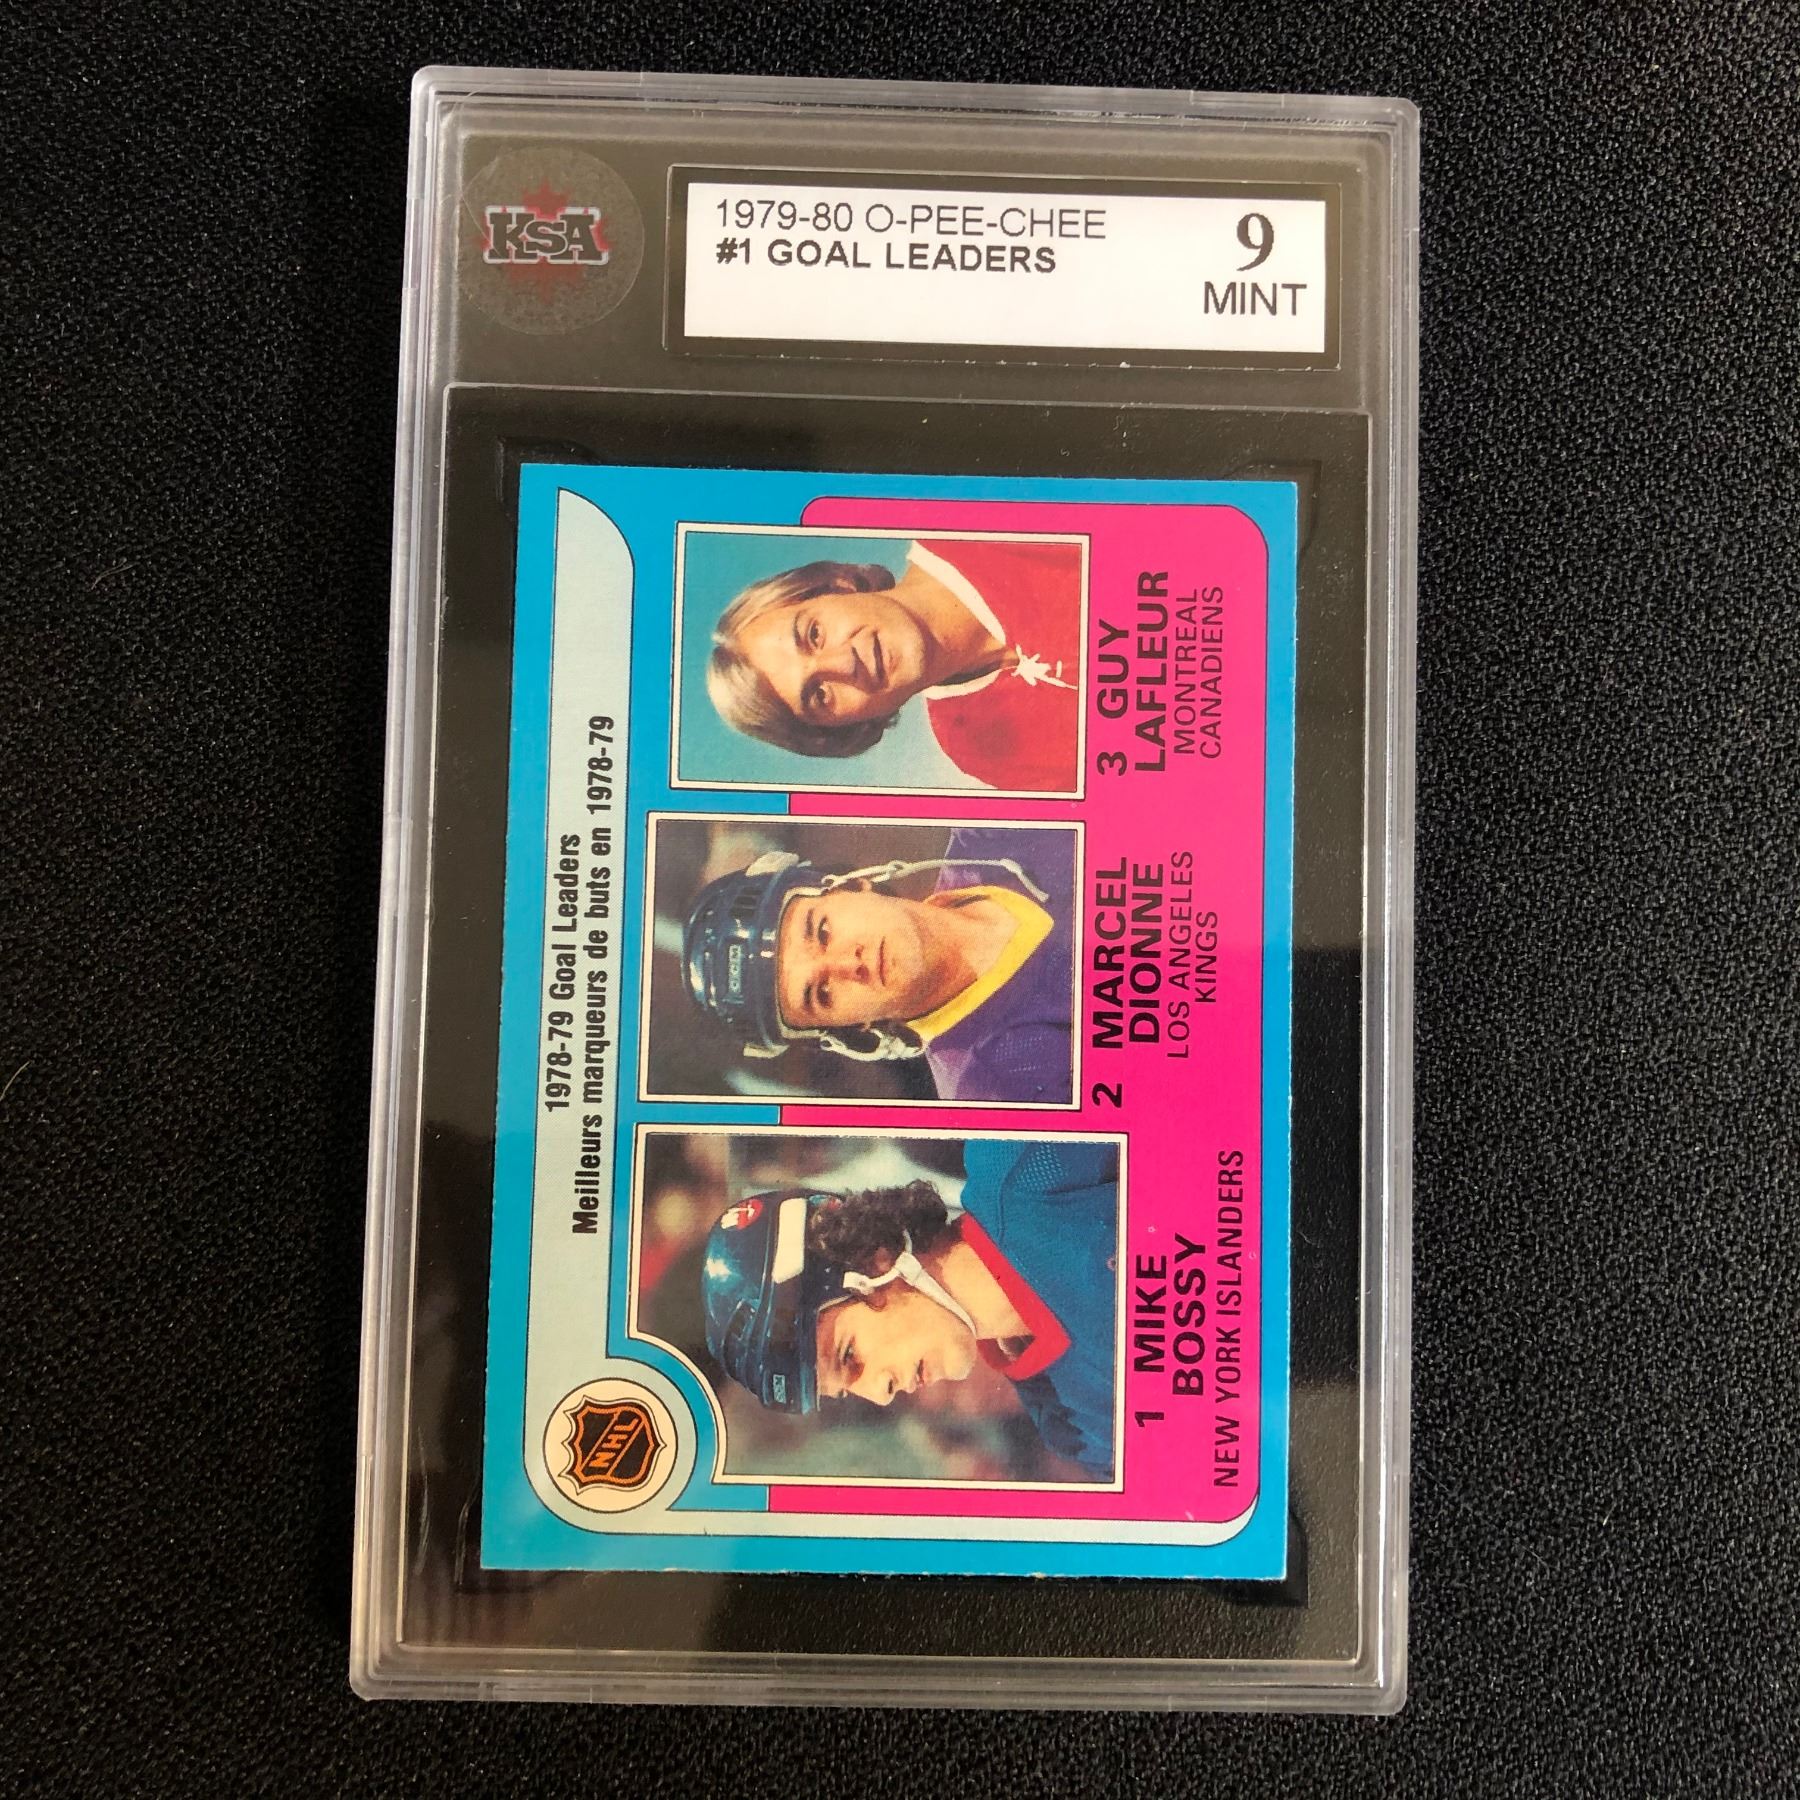 KSA
1979-80 O-PEE-CHEE
#1 GOAL LEADERS
9
MINT
1978-79 Goal Leaders
Meilleurs marqueurs de buts en 1978-79
NHL
CCM
CCM
1 MIKE
BOSSY
NEW YORK ISLANDERS
2 MARCEL
DIONNE
LOS ANGELES
KINGS
3 GUY
LAFLEUR
MONTREAL
CANADIENS